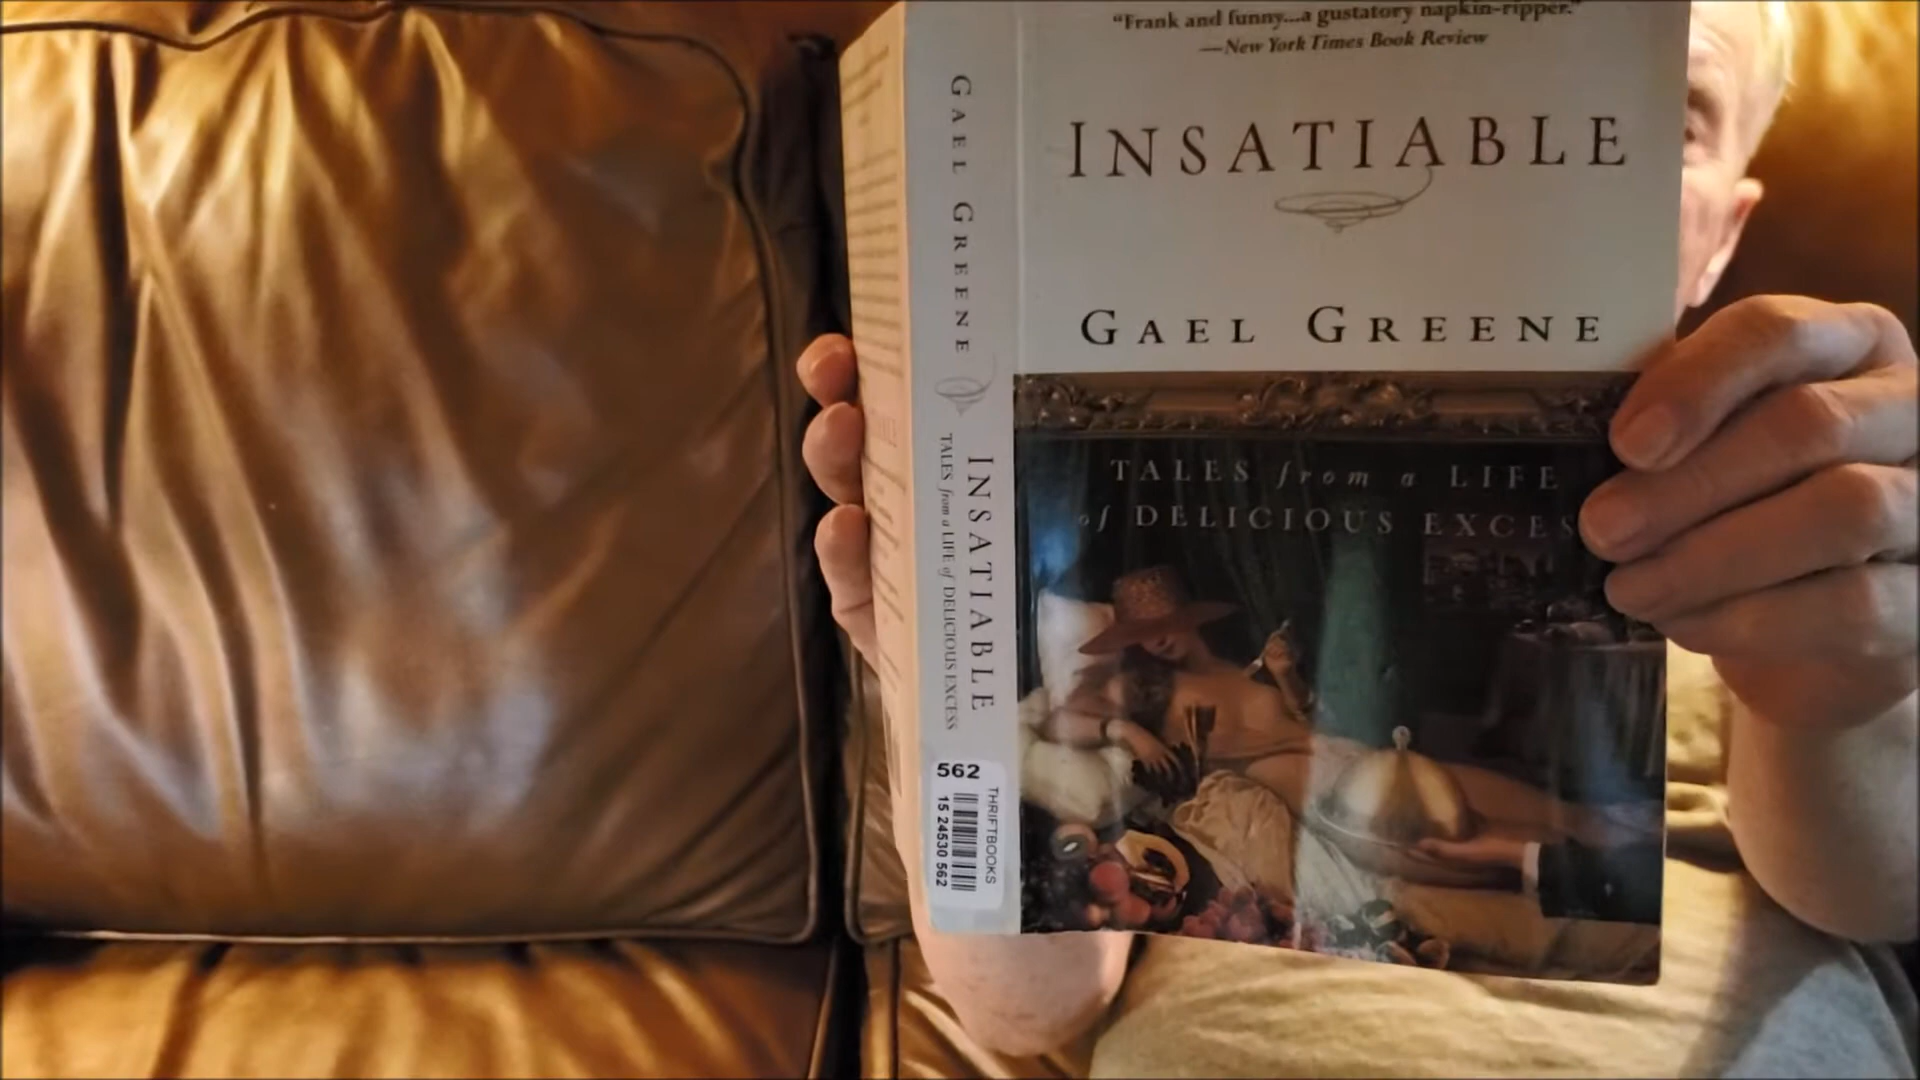 "Frank and funny...a gustatory napkin-ripper."
—New York Times Book Review
INSATIABLE
GAEL GREENE
TALES from a LIFE
of DELICIOUS EXCES
GAEL GREENE
INSATIABLE
TALES from a LIFE of DELICIOUS EXCESS
562
THRIFTBOOKS
15 24530 562